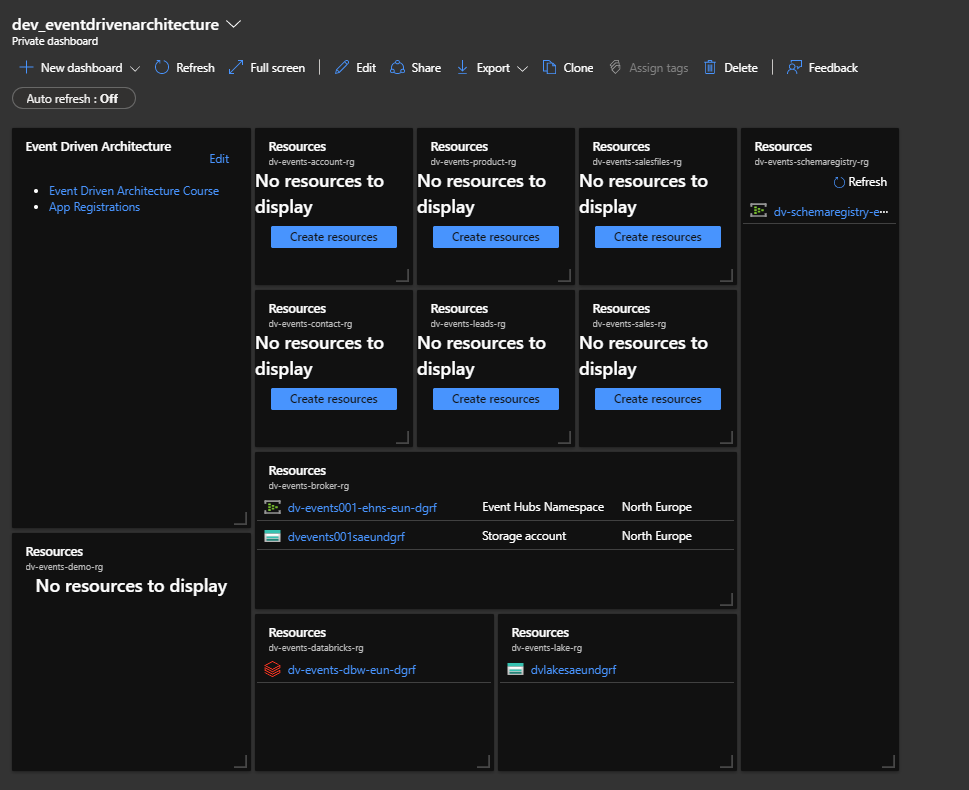 dev_eventdrivenarchitecture
Private dashboard
New dashboard
Refresh
Full screen
Edit
Share
Export
Clone
Assign tags
Delete
Feedback
Auto refresh : Off
Event Driven Architecture
Edit
Event Driven Architecture Course
App Registrations
Resources
dv-events-account-rg
No resources to
display
Create resources
Resources
dv-events-product-rg
No resources to
display
Create resources
Resources
dv-events-salesfiles-rg
No resources to
display
Create resources
Resources
dv-events-schemaregistry-rg
Refresh
dv-schemaregistry-e...
Resources
dv-events-contact-rg
No resources to
display
Create resources
Resources
dv-events-leads-rg
No resources to
display
Create resources
Resources
dv-events-sales-rg
No resources to
display
Create resources
Resources
dv-events-broker-rg
dv-events001-ehns-eun-dgrf Event Hubs Namespace North Europe
dvevents001saeundgrf Storage account North Europe
Resources
dv-events-demo-rg
No resources to display
Resources
dv-events-databricks-rg
dv-events-dbw-eun-dgrf
Resources
dv-events-lake-rg
dvlakesaeundgrf